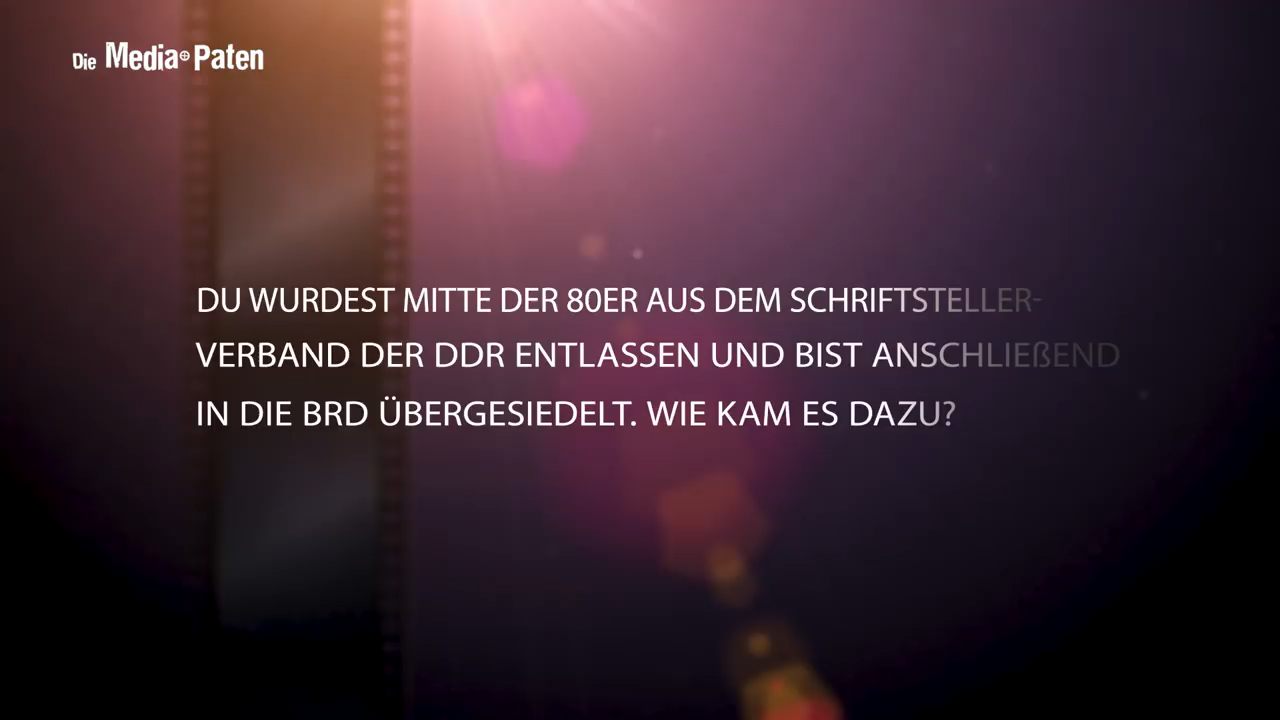 Die Media Paten
DU WURDEST MITTE DER 80ER AUS DEM SCHRIFTSTELLER-
VERBAND DER DDR ENTLASSEN UND BIST ANSCHLIEßEND
IN DIE BRD ÜBERGESIEDELT. WIE KAM ES DAZU?